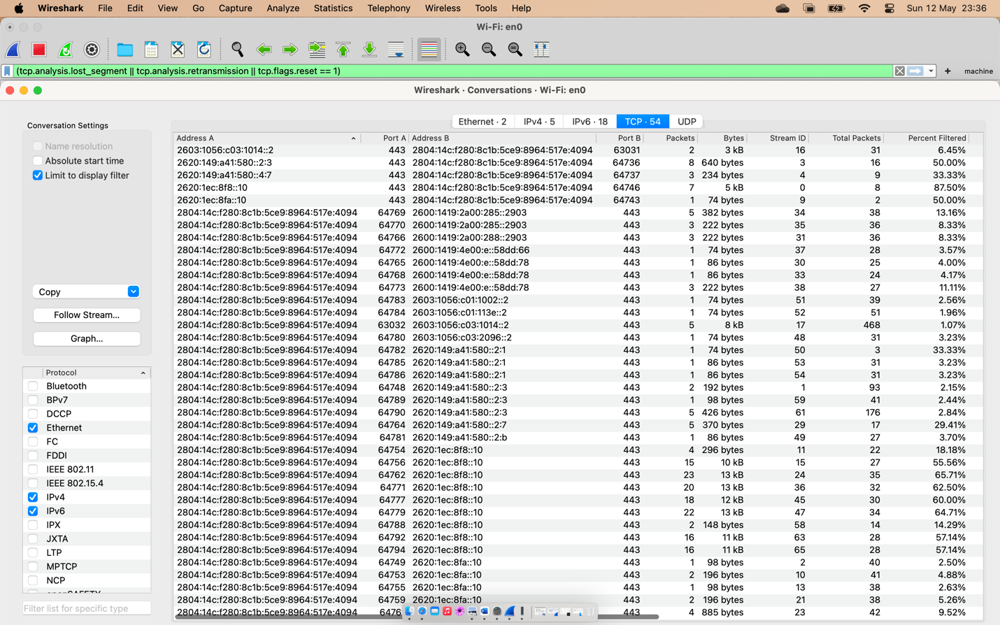 Wireshark File Edit View Go Capture Analyze Statistics Telephony Wireless Tools Help Sun 12 May 23:36
Wi-Fi: en0
(tcp.analysis.lost_segment || tcp.analysis.retransmission || tcp.flags.reset == 1) + machine
Wireshark · Conversations · Wi-Fi: en0
Conversation Settings
Name resolution
Absolute start time
Limit to display filter
Copy
Follow Stream...
Graph...
Protocol
Bluetooth
BPv7
DCCP
Ethernet
FC
FDDI
IEEE 802.11
IEEE 802.15.4
IPv4
IPv6
IPX
JXTA
LTP
MPTCP
NCP
openSAFETY
Filter list for specific type
Ethernet · 2 IPv4 · 5 IPv6 · 18 TCP · 54 UDP
Address A Port A Address B Port B Packets Bytes Stream ID Total Packets Percent Filtered
2603:1056:c03:1014::2 443 2804:14c:f280:8c1b:5ce9:8964:517e:4094 63031 2 3 kB 16 31 6.45%
2620:149:a41:580::2:3 443 2804:14c:f280:8c1b:5ce9:8964:517e:4094 64736 8 640 bytes 3 16 50.00%
2620:149:a41:580::4:7 443 2804:14c:f280:8c1b:5ce9:8964:517e:4094 64737 3 234 bytes 4 9 33.33%
2620:1ec:8f8::10 443 2804:14c:f280:8c1b:5ce9:8964:517e:4094 64746 7 5 kB 0 8 87.50%
2620:1ec:8fa::10 443 2804:14c:f280:8c1b:5ce9:8964:517e:4094 64743 1 74 bytes 9 2 50.00%
2804:14c:f280:8c1b:5ce9:8964:517e:4094 64769 2600:1419:2a00:285::2903 443 5 382 bytes 34 38 13.16%
2804:14c:f280:8c1b:5ce9:8964:517e:4094 64770 2600:1419:2a00:285::2903 443 3 222 bytes 35 36 8.33%
2804:14c:f280:8c1b:5ce9:8964:517e:4094 64766 2600:1419:2a00:288::2903 443 3 222 bytes 31 36 8.33%
2804:14c:f280:8c1b:5ce9:8964:517e:4094 64772 2600:1419:4e00:e::58dd:66 443 1 74 bytes 37 28 3.57%
2804:14c:f280:8c1b:5ce9:8964:517e:4094 64765 2600:1419:4e00:e::58dd:78 443 1 86 bytes 30 25 4.00%
2804:14c:f280:8c1b:5ce9:8964:517e:4094 64768 2600:1419:4e00:e::58dd:78 443 1 86 bytes 33 24 4.17%
2804:14c:f280:8c1b:5ce9:8964:517e:4094 64773 2600:1419:4e00:e::58dd:78 443 3 222 bytes 38 27 11.11%
2804:14c:f280:8c1b:5ce9:8964:517e:4094 64783 2603:1056:c01:1002::2 443 1 74 bytes 51 39 2.56%
2804:14c:f280:8c1b:5ce9:8964:517e:4094 64784 2603:1056:c01:113e::2 443 1 74 bytes 52 51 1.96%
2804:14c:f280:8c1b:5ce9:8964:517e:4094 63032 2603:1056:c03:1014::2 443 5 8 kB 17 468 1.07%
2804:14c:f280:8c1b:5ce9:8964:517e:4094 64780 2603:1056:c03:2096::2 443 1 74 bytes 48 31 3.23%
2804:14c:f280:8c1b:5ce9:8964:517e:4094 64782 2620:149:a41:580::2:1 443 1 74 bytes 50 3 33.33%
2804:14c:f280:8c1b:5ce9:8964:517e:4094 64785 2620:149:a41:580::2:1 443 1 86 bytes 53 31 3.23%
2804:14c:f280:8c1b:5ce9:8964:517e:4094 64786 2620:149:a41:580::2:1 443 1 86 bytes 54 31 3.23%
2804:14c:f280:8c1b:5ce9:8964:517e:4094 64748 2620:149:a41:580::2:3 443 2 192 bytes 1 93 2.15%
2804:14c:f280:8c1b:5ce9:8964:517e:4094 64789 2620:149:a41:580::2:3 443 1 98 bytes 59 41 2.44%
2804:14c:f280:8c1b:5ce9:8964:517e:4094 64790 2620:149:a41:580::2:3 443 5 426 bytes 61 176 2.84%
2804:14c:f280:8c1b:5ce9:8964:517e:4094 64764 2620:149:a41:580::2:7 443 5 370 bytes 29 17 29.41%
2804:14c:f280:8c1b:5ce9:8964:517e:4094 64781 2620:149:a41:580::2:b 443 1 86 bytes 49 27 3.70%
2804:14c:f280:8c1b:5ce9:8964:517e:4094 64754 2620:1ec:8f8::10 443 4 296 bytes 11 22 18.18%
2804:14c:f280:8c1b:5ce9:8964:517e:4094 64756 2620:1ec:8f8::10 443 15 10 kB 15 27 55.56%
2804:14c:f280:8c1b:5ce9:8964:517e:4094 64762 2620:1ec:8f8::10 443 23 13 kB 24 35 65.71%
2804:14c:f280:8c1b:5ce9:8964:517e:4094 64771 2620:1ec:8f8::10 443 20 13 kB 36 32 62.50%
2804:14c:f280:8c1b:5ce9:8964:517e:4094 64777 2620:1ec:8f8::10 443 18 12 kB 45 30 60.00%
2804:14c:f280:8c1b:5ce9:8964:517e:4094 64779 2620:1ec:8f8::10 443 22 13 kB 47 34 64.71%
2804:14c:f280:8c1b:5ce9:8964:517e:4094 64788 2620:1ec:8f8::10 443 2 148 bytes 58 14 14.29%
2804:14c:f280:8c1b:5ce9:8964:517e:4094 64792 2620:1ec:8f8::10 443 16 11 kB 63 28 57.14%
2804:14c:f280:8c1b:5ce9:8964:517e:4094 64794 2620:1ec:8f8::10 443 16 11 kB 65 28 57.14%
2804:14c:f280:8c1b:5ce9:8964:517e:4094 64749 2620:1ec:8fa::10 443 1 98 bytes 2 40 2.50%
2804:14c:f280:8c1b:5ce9:8964:517e:4094 64753 2620:1ec:8fa::10 443 2 196 bytes 10 41 4.88%
2804:14c:f280:8c1b:5ce9:8964:517e:4094 64755 2620:1ec:8fa::10 443 1 98 bytes 13 38 2.63%
2804:14c:f280:8c1b:5ce9:8964:517e:4094 64759 2620:1ec:8fa::10 443 2 196 bytes 21 38 5.26%
2804:14c:f280:8c1b:5ce9:8964:517e:4094 6476 443 4 885 bytes 23 42 9.52%